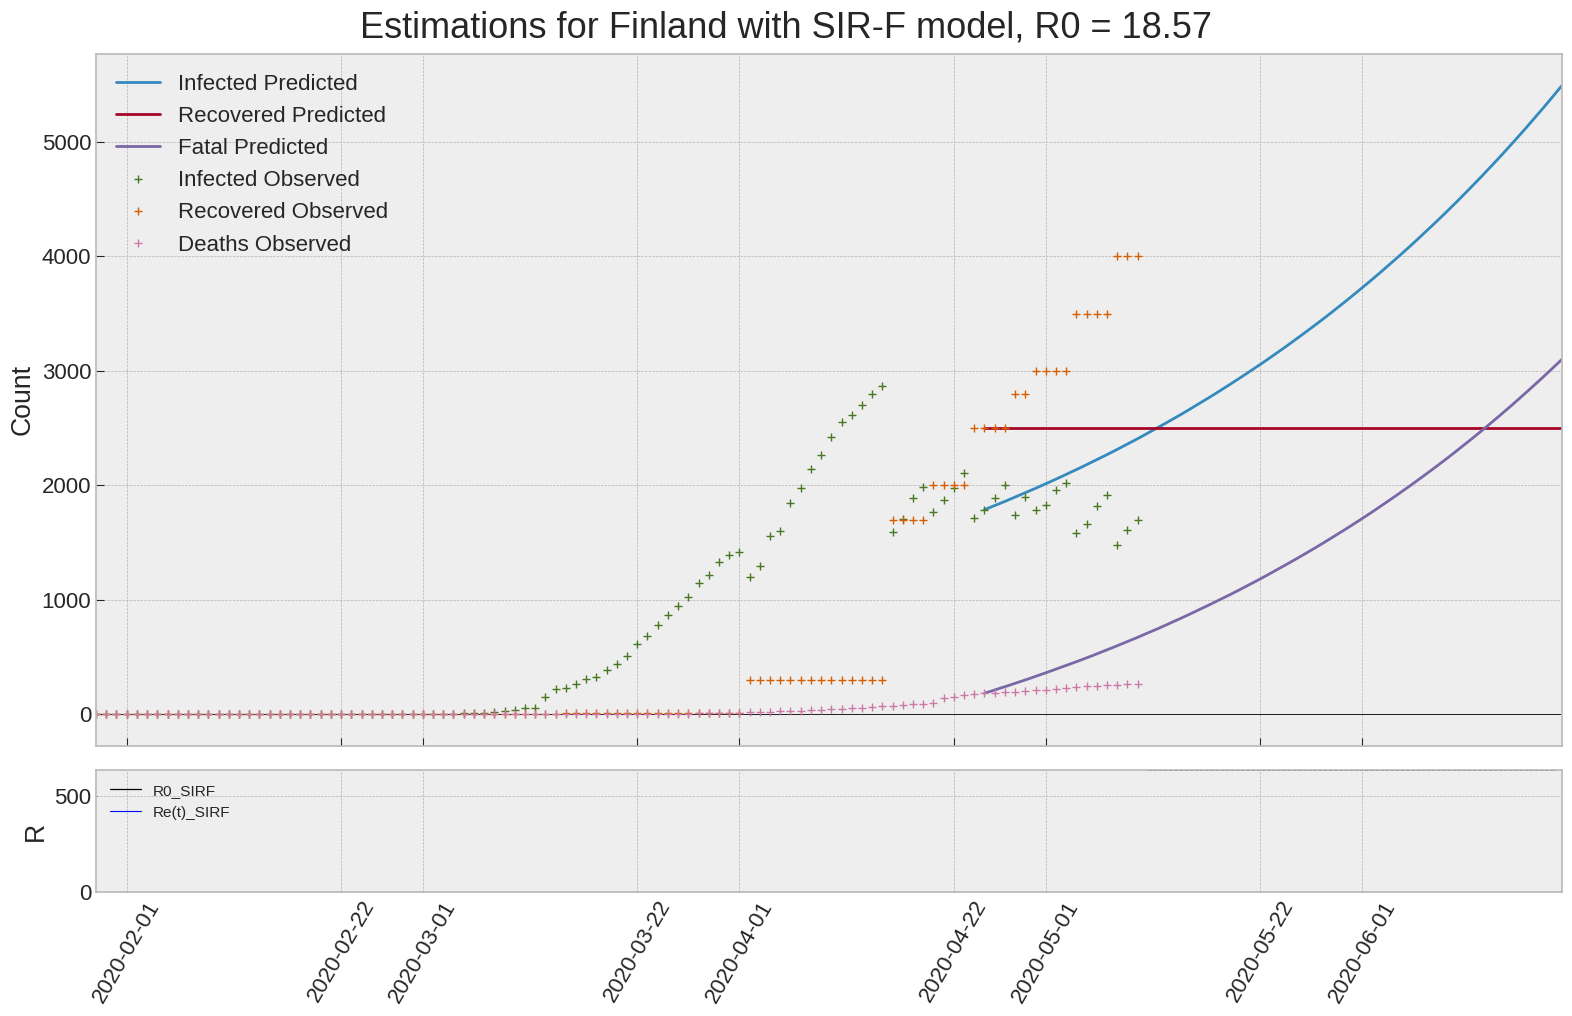 Estimations for Finland with SIR-F model, R0 = 18.57
Infected Predicted
Recovered Predicted
Fatal Predicted
Infected Observed
Recovered Observed
Deaths Observed
5000
4000
3000
2000
1000
0
Count
R0_SIRF
Re(t)_SIRF
500
0
R
2020-02-01
2020-02-22
2020-03-01
2020-03-22
2020-04-01
2020-04-22
2020-05-01
2020-05-22
2020-06-01